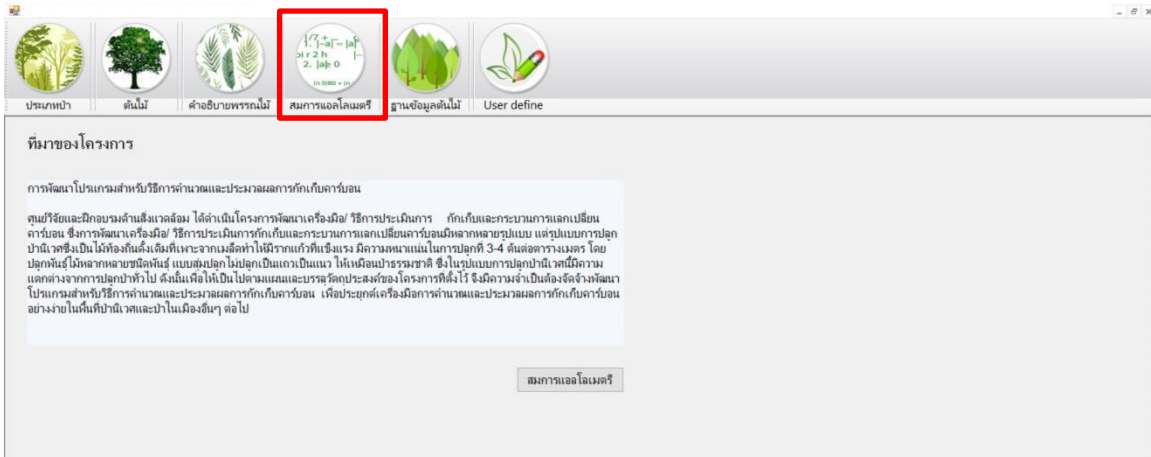 1. |-a|= |a|
πi r 2 h
2. |a|≥ 0
ประเภทป่า ต้นไม้ คำอธิบายพรรณไม้ สมการแอลโลเมตรี ฐานข้อมูลต้นไม้ User define
ที่มาของโครงการ
การพัฒนาโปรแกรมสำหรับวิธีการคำนวณและประมวลผลการกักเก็บคาร์บอน
ศูนย์วิจัยและฝึกอบรมด้านสิ่งแวดล้อม ได้ดำเนินโครงการพัฒนาเครื่องมือ/ วิธีการประเมินการ กักเก็บและกระบวนการแลกเปลี่ยน
คาร์บอน ซึ่งการพัฒนาเครื่องมือ/ วิธีการประเมินการกักเก็บและกระบวนการแลกเปลี่ยนคาร์บอนมีหลากหลายรูปแบบ แต่รูปแบบการปลูก
ป่านิเวศซึ่งเป็นไม้ท้องถิ่นดั้งเดิมที่เพาะจากเมล็ดทำให้มีรากแก้วที่แข็งแรง มีความหนาแน่นในการปลูกที่ 3-4 ต้นต่อตารางเมตร โดย
ปลูกพันธุ์ไม้หลากหลายชนิดพันธุ์ แบบสุ่มปลูกไม่ปลูกเป็นแถวเป็นแนว ให้เหมือนป่าธรรมชาติ ซึ่งในรูปแบบการปลูกป่านิเวศนี้มีความ
แตกต่างจากการปลูกป่าทั่วไป ดังนั้นเพื่อให้เป็นไปตามแผนและบรรลุวัตถุประสงค์ของโครงการที่ตั้งไว้ จึงมีความจำเป็นต้องจัดจ้างพัฒนา
โปรแกรมสำหรับวิธีการคำนวณและประมวลผลการกักเก็บคาร์บอน เพื่อประยุกต์เครื่องมือการคำนวณและประมวลผลการกักเก็บคาร์บอน
อย่างง่ายในพื้นที่ป่านิเวศและป่าในเมืองอื่นๆ ต่อไป
สมการแอลโลเมตรี